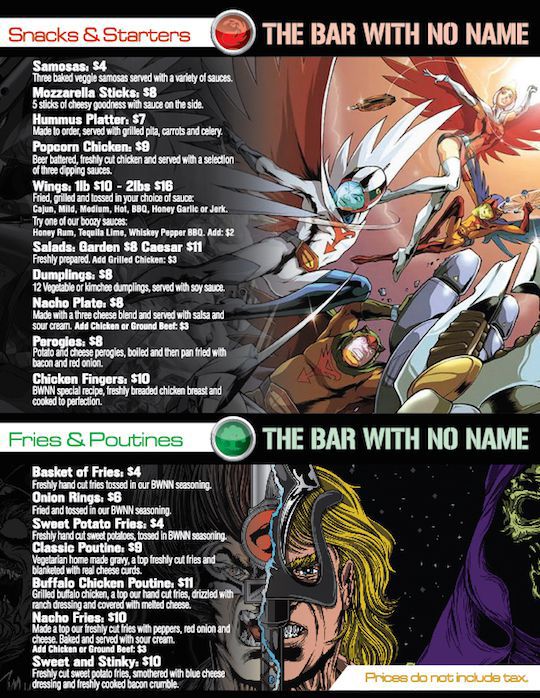 Snacks & Starters
THE BAR WITH NO NAME
Samosas: $4
Three baked veggie samosas served with a variety of sauces.
Mozzarella Sticks: $8
5 sticks of cheesy goodness with sauce on the side.
Hummus Platter: $7
Made to order, served with grilled pita, carrots and celery.
Popcorn Chicken: $9
Beer battered, freshly cut chicken and served with a selection
of three dipping sauces.
Wings: 1lb $10 - 2lbs $16
Fried, grilled and tossed in your choice of sauce:
Cajun, Mild, Medium, Hot, BBQ, Honey Garlic or Jerk.
Try one of our boozy sauces:
Honey Rum, Tequila Lime, Whiskey Pepper BBQ. Add: $2
Salads: Garden $8 Caesar $11
Freshly prepared. Add Grilled Chicken: $3
Dumplings: $8
12 Vegetable or kimchee dumplings, served with soy sauce.
Nacho Plate: $8
Made with a three cheese blend and served with salsa and
sour cream. Add Chicken or Ground Beef: $3
Perogies: $8
Potato and cheese perogies, boiled and then pan fried with
bacon and red onion.
Chicken Fingers: $10
BWNN special recipe, freshly breaded chicken breast and
cooked to perfection.
Fries & Poutines
THE BAR WITH NO NAME
Basket of Fries: $4
Freshly hand cut fries tossed in our BWNN seasoning.
Onion Rings: $6
Fried and tossed in our BWNN seasoning.
Sweet Potato Fries: $4
Freshly hand cut sweet potatoes, tossed in BWNN seasoning.
Classic Poutine: $9
Vegetarian home made gravy, a top freshly cut fries and
blanketed with real cheese curds.
Buffalo Chicken Poutine: $11
Grilled buffalo chicken, a top our hand cut fries, drizzled with
ranch dressing and covered with melted cheese.
Nacho Fries: $10
Made a top our freshly cut fries with peppers, red onion and
cheese. Baked and served with sour cream.
Add Chicken or Ground Beef: $3
Sweet and Stinky: $10
Freshly cut sweet potato fries, smothered with blue cheese
dressing and freshly cooked bacon crumble.
Prices do not include tax.